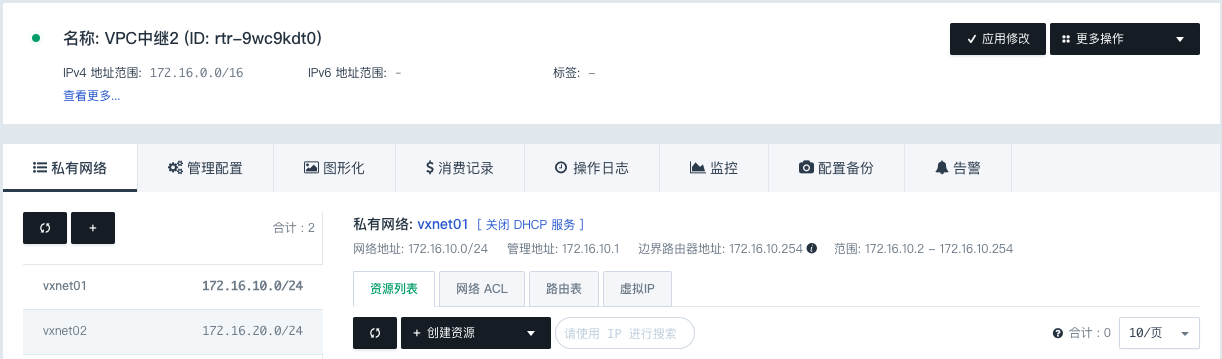 名称: VPC中继2 (ID: rtr-9wc9kdt0)
应用修改
更多操作
IPv4 地址范围: 172.16.0.0/16 IPv6 地址范围: - 标签: -
查看更多...
私有网络 管理配置 图形化 消费记录 操作日志 监控 配置备份 告警
合计 : 2
vxnet01 172.16.10.0/24
vxnet02 172.16.20.0/24
私有网络: vxnet01 [ 关闭 DHCP 服务 ]
网络地址: 172.16.10.0/24 管理地址: 172.16.10.1 边界路由器地址: 172.16.10.254 范围: 172.16.10.2 - 172.16.10.254
资源列表 网络 ACL 路由表 虚拟IP
+ 创建资源 请使用 IP 进行搜索 合计 : 0 10/页